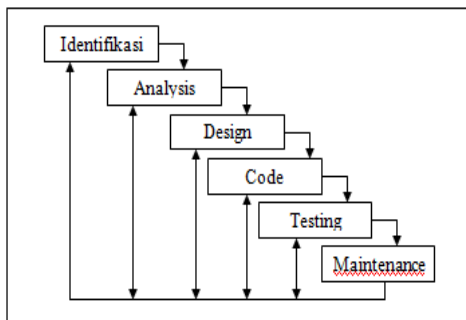 Identifikasi
Analysis
Design
Code
Testing
Maintenance